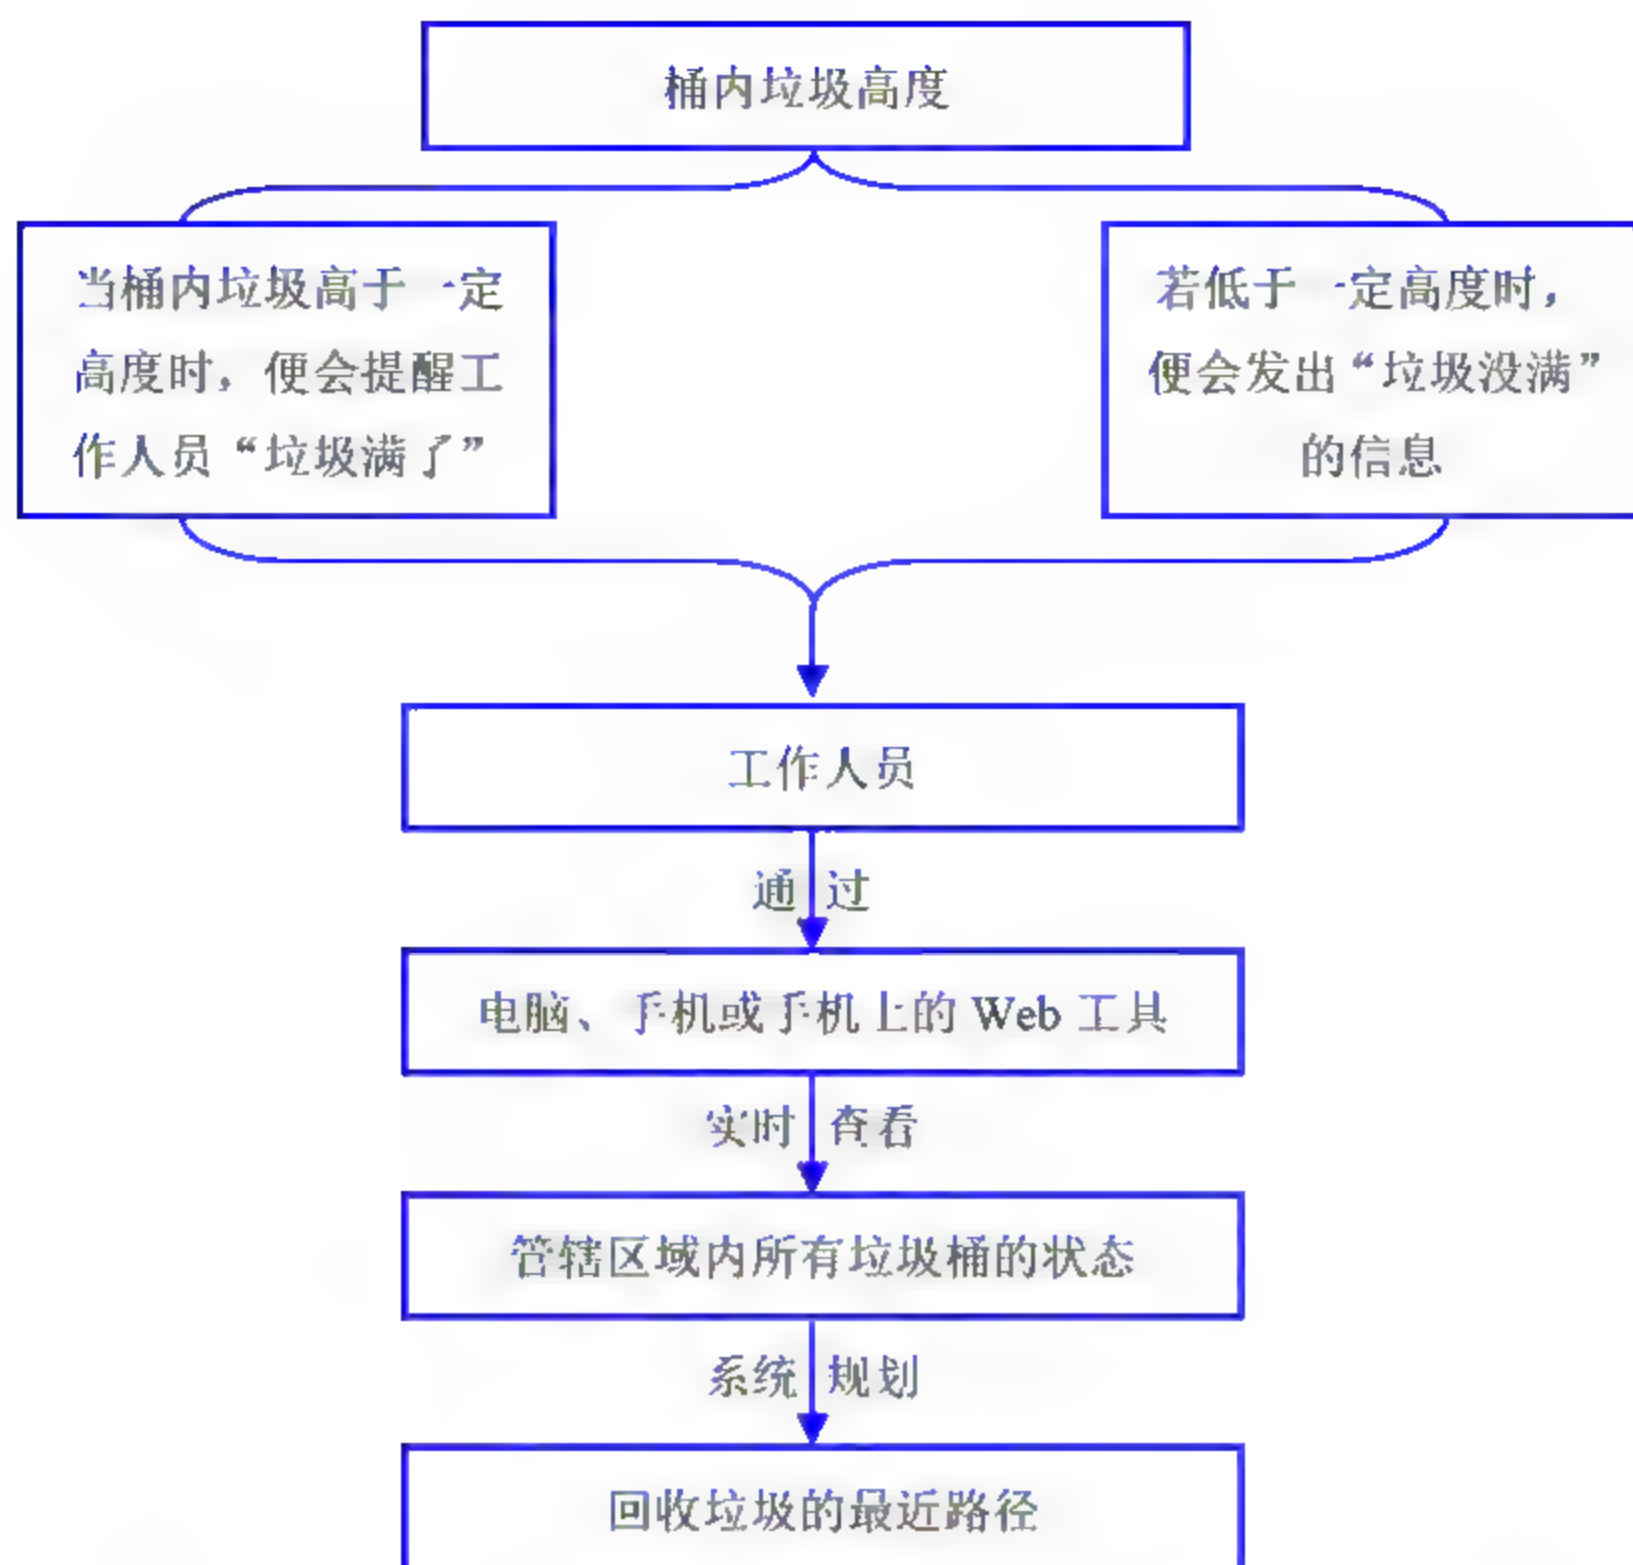 桶内垃圾高度
当桶内垃圾高于一定
高度时，便会提醒工
作人员“垃圾满了”
若低于一定高度时，
便会发出“垃圾没满”
的信息
工作人员
通过
电脑、手机或手机上的 Web 工具
实时查看
管辖区域内所有垃圾桶的状态
系统规划
回收垃圾的最近路径